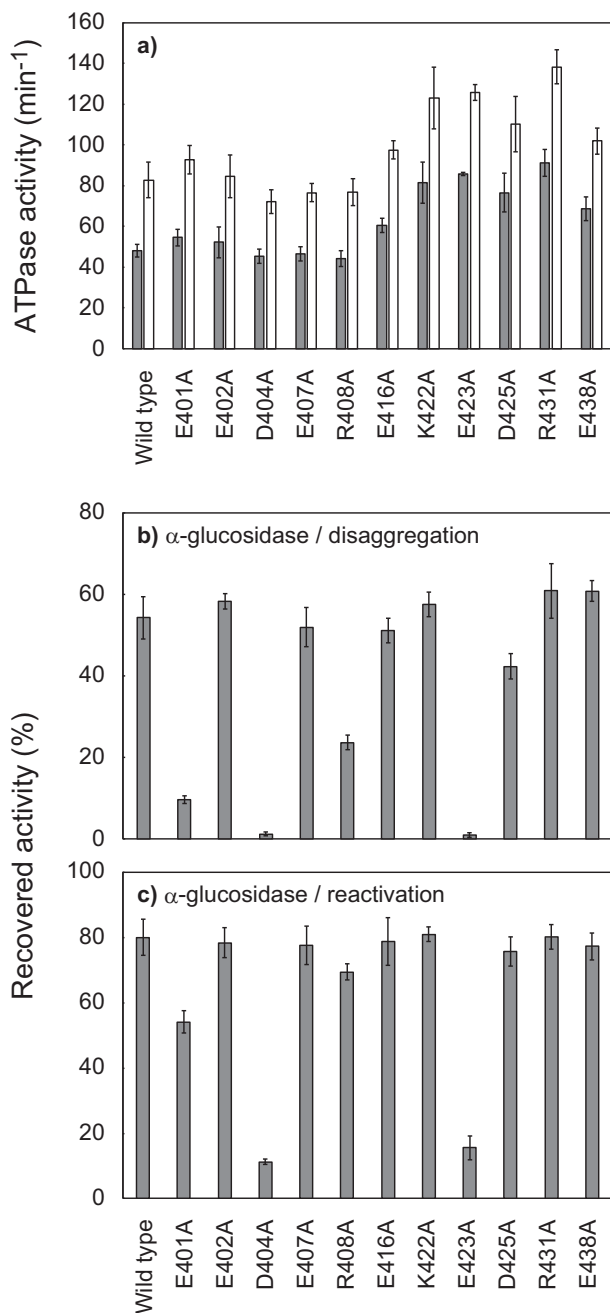 a)
ATPase activity (min-1)
160
140
120
100
80
60
40
20
0
Wild type
E401A
E402A
D404A
E407A
R408A
E416A
K422A
E423A
D425A
R431A
E438A
Recovered activity (%)
b) α-glucosidase / disaggregation
80
60
40
20
0
c) α-glucosidase / reactivation
100
80
60
40
20
0
Wild type
E401A
E402A
D404A
E407A
R408A
E416A
K422A
E423A
D425A
R431A
E438A